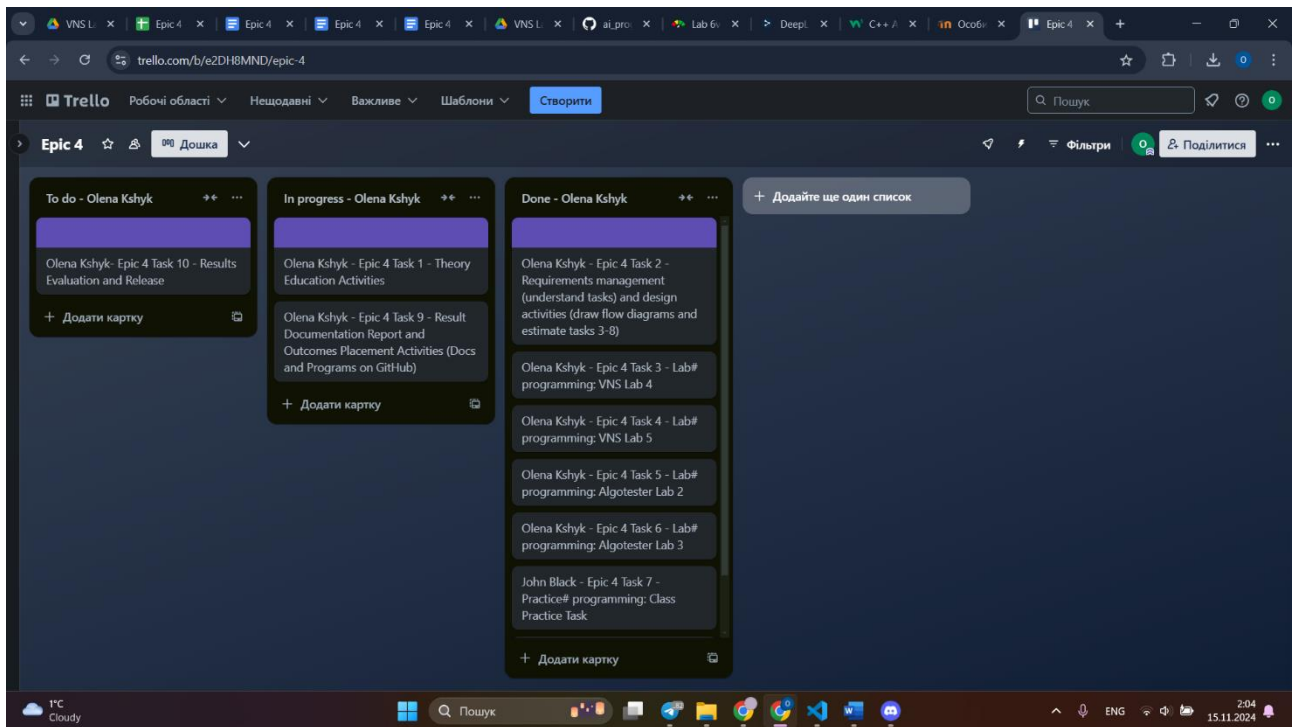 VNS L
Epic 4
Epic 4
Epic 4
Epic 4
VNS L
ai_pro
Lab 6
DeepL
C++ A
Особ
Epic 4
trello.com/b/e2DH8MND/epic-4
Trello Робочі області Нещодавні Важливе Шаблони Створити Пошук
Epic 4 Дошка Фільтри Поділитися
To do - Olena Kshyk
Olena Kshyk- Epic 4 Task 10 - Results
Evaluation and Release
+ Додати картку
In progress - Olena Kshyk
Olena Kshyk - Epic 4 Task 1 - Theory
Education Activities
Olena Kshyk - Epic 4 Task 9 - Result
Documentation Report and
Outcomes Placement Activities (Docs
and Programs on GitHub)
+ Додати картку
Done - Olena Kshyk
Olena Kshyk - Epic 4 Task 2 -
Requirements management
(understand tasks) and design
activities (draw flow diagrams and
estimate tasks 3-8)
Olena Kshyk - Epic 4 Task 3 - Lab#
programming: VNS Lab 4
Olena Kshyk - Epic 4 Task 4 - Lab#
programming: VNS Lab 5
Olena Kshyk - Epic 4 Task 5 - Lab#
programming: Algotester Lab 2
Olena Kshyk - Epic 4 Task 6 - Lab#
programming: Algotester Lab 3
John Black - Epic 4 Task 7 -
Practice# programming: Class
Practice Task
+ Додати картку
+ Додайте ще один список
1°C
Cloudy
Пошук
ENG
2:04
15.11.2024